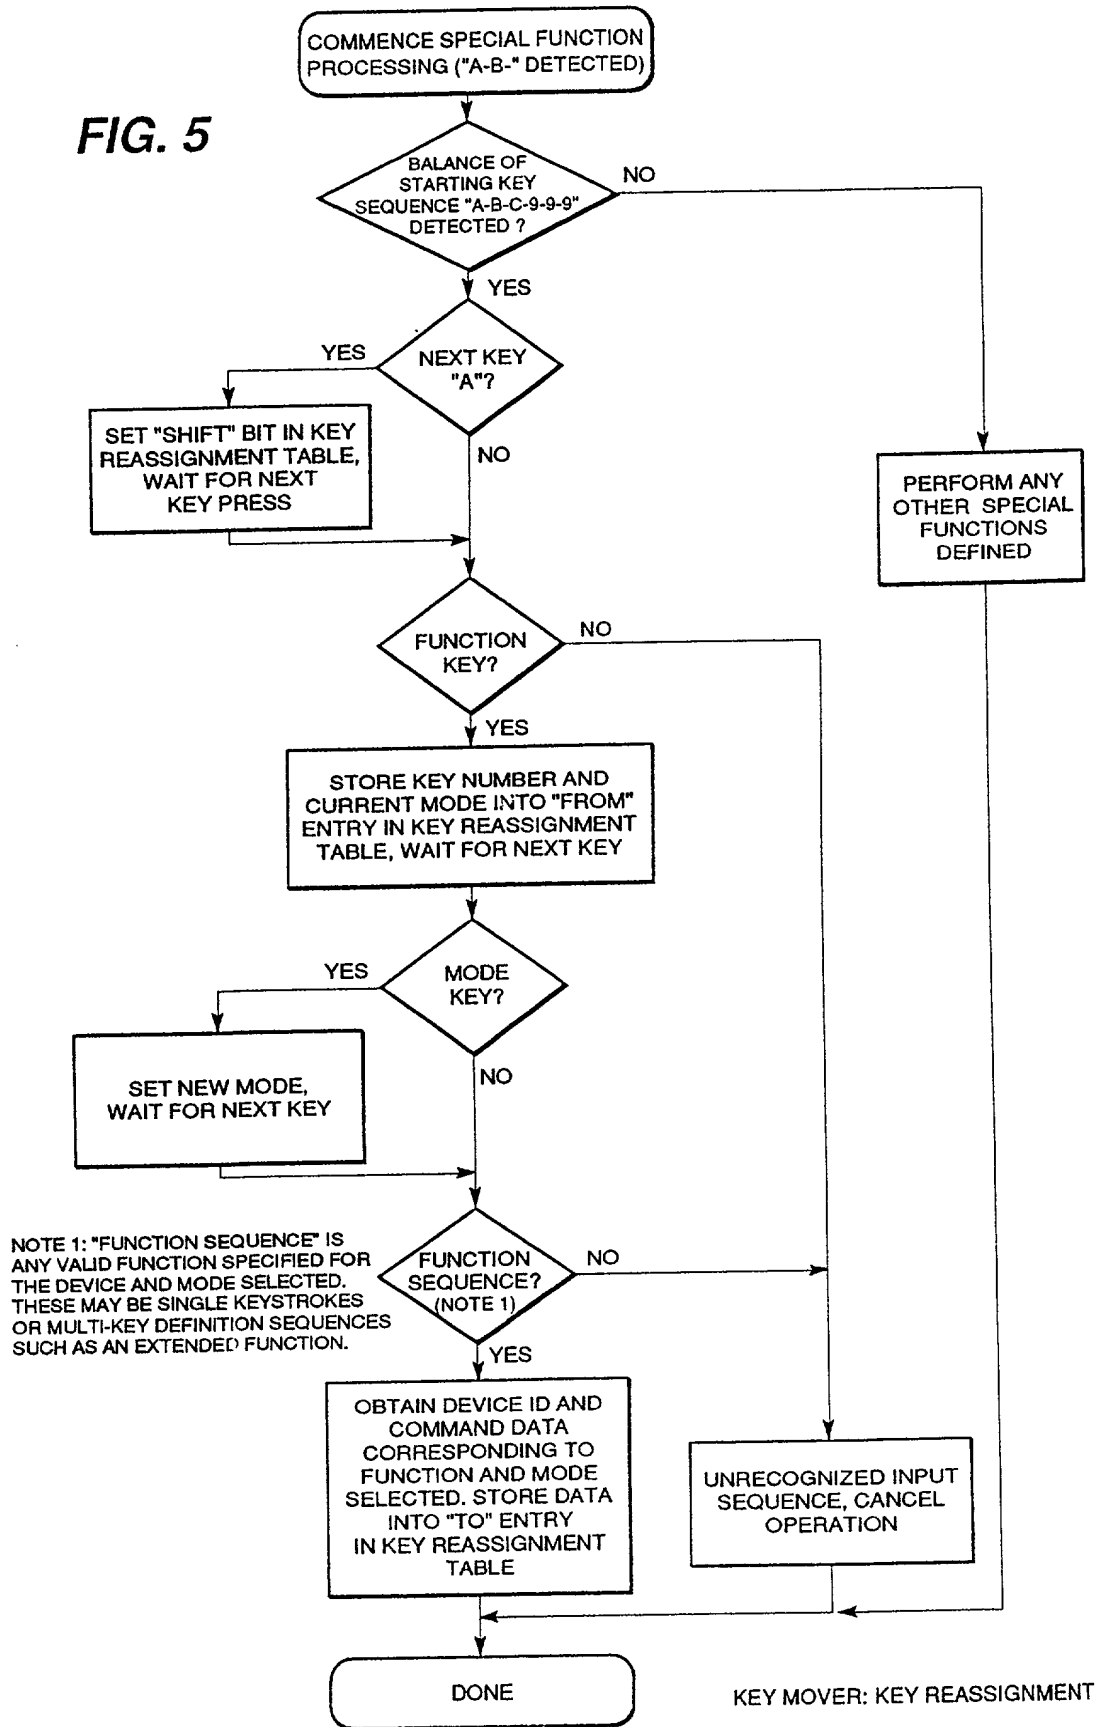 COMMENCE SPECIAL FUNCTION
PROCESSING ("A-B-" DETECTED)
FIG. 5
BALANCE OF
STARTING KEY
SEQUENCE "A-B-C-9-9-9"
DETECTED ?
NO
YES
NEXT KEY
"A"?
YES
NO
SET "SHIFT" BIT IN KEY
REASSIGNMENT TABLE,
WAIT FOR NEXT
KEY PRESS
PERFORM ANY
OTHER SPECIAL
FUNCTIONS
DEFINED
FUNCTION
KEY?
NO
YES
STORE KEY NUMBER AND
CURRENT MODE INTO "FROM"
ENTRY IN KEY REASSIGNMENT
TABLE, WAIT FOR NEXT KEY
MODE
KEY?
YES
NO
SET NEW MODE,
WAIT FOR NEXT KEY
NOTE 1: "FUNCTION SEQUENCE" IS
ANY VALID FUNCTION SPECIFIED FOR
THE DEVICE AND MODE SELECTED.
THESE MAY BE SINGLE KEYSTROKES
OR MULTI-KEY DEFINITION SEQUENCES
SUCH AS AN EXTENDED FUNCTION.
FUNCTION
SEQUENCE?
(NOTE 1)
NO
YES
OBTAIN DEVICE ID AND
COMMAND DATA
CORRESPONDING TO
FUNCTION AND MODE
SELECTED. STORE DATA
INTO "TO" ENTRY
IN KEY REASSIGNMENT
TABLE
UNRECOGNIZED INPUT
SEQUENCE, CANCEL
OPERATION
DONE
KEY MOVER: KEY REASSIGNMENT